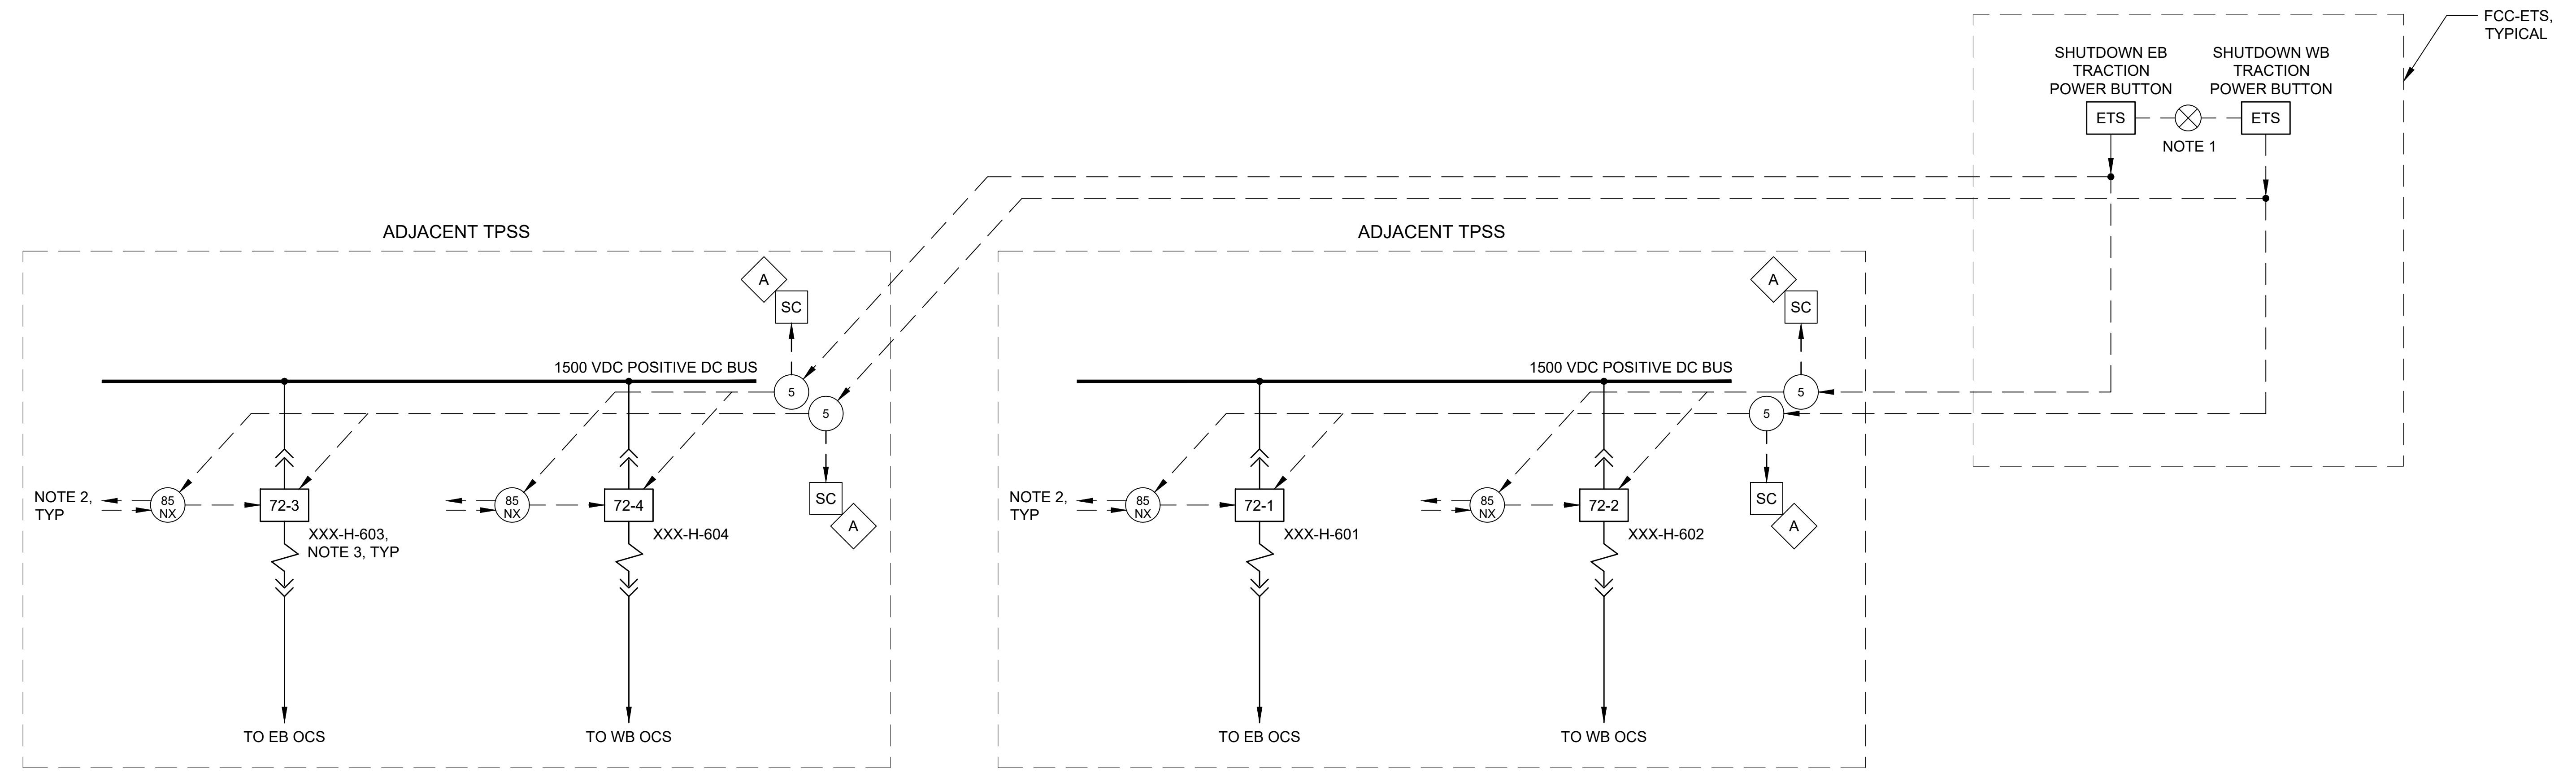 FCC-ETS,
TYPICAL
SHUTDOWN EB
TRACTION
POWER BUTTON
SHUTDOWN WB
TRACTION
POWER BUTTON
ETS
ETS
NOTE 1
ADJACENT TPSS
A
SC
1500 VDC POSITIVE DC BUS
5
5
NOTE 2,
TYP
85
NX
72-3
XXX-H-603,
NOTE 3, TYP
85
NX
72-4
XXX-H-604
SC
A
TO EB OCS
TO WB OCS
ADJACENT TPSS
A
SC
1500 VDC POSITIVE DC BUS
5
5
NOTE 2,
TYP
85
NX
72-1
XXX-H-601
85
NX
72-2
XXX-H-602
SC
A
TO EB OCS
TO WB OCS